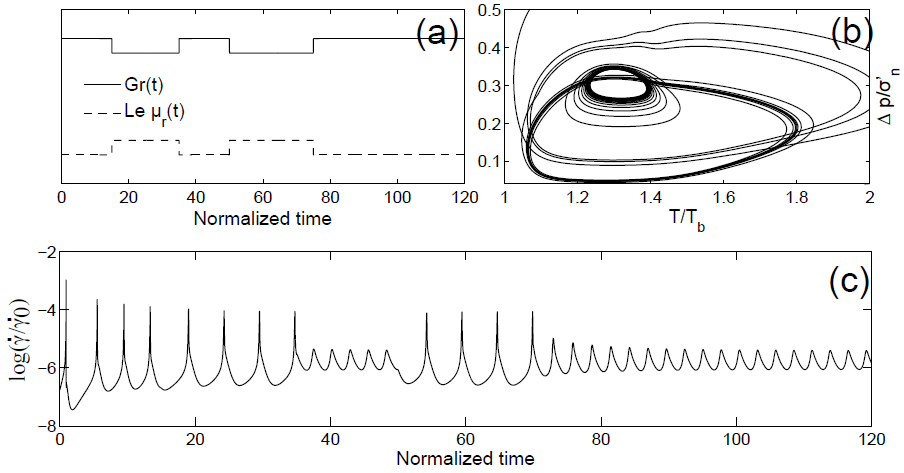 (a)
Gr(t)
Le μr(t)
0 20 40 60 80 100 120
Normalized time
(b)
0.5
0.4
0.3
0.2
0.1
1 1.2 1.4 1.6 1.8 2
T/Tb
Δ p/σ'n
(c)
−2
−4
−6
−8
log(γ̇/γ̇0)
0 20 40 60 80 100 120
Normalized time